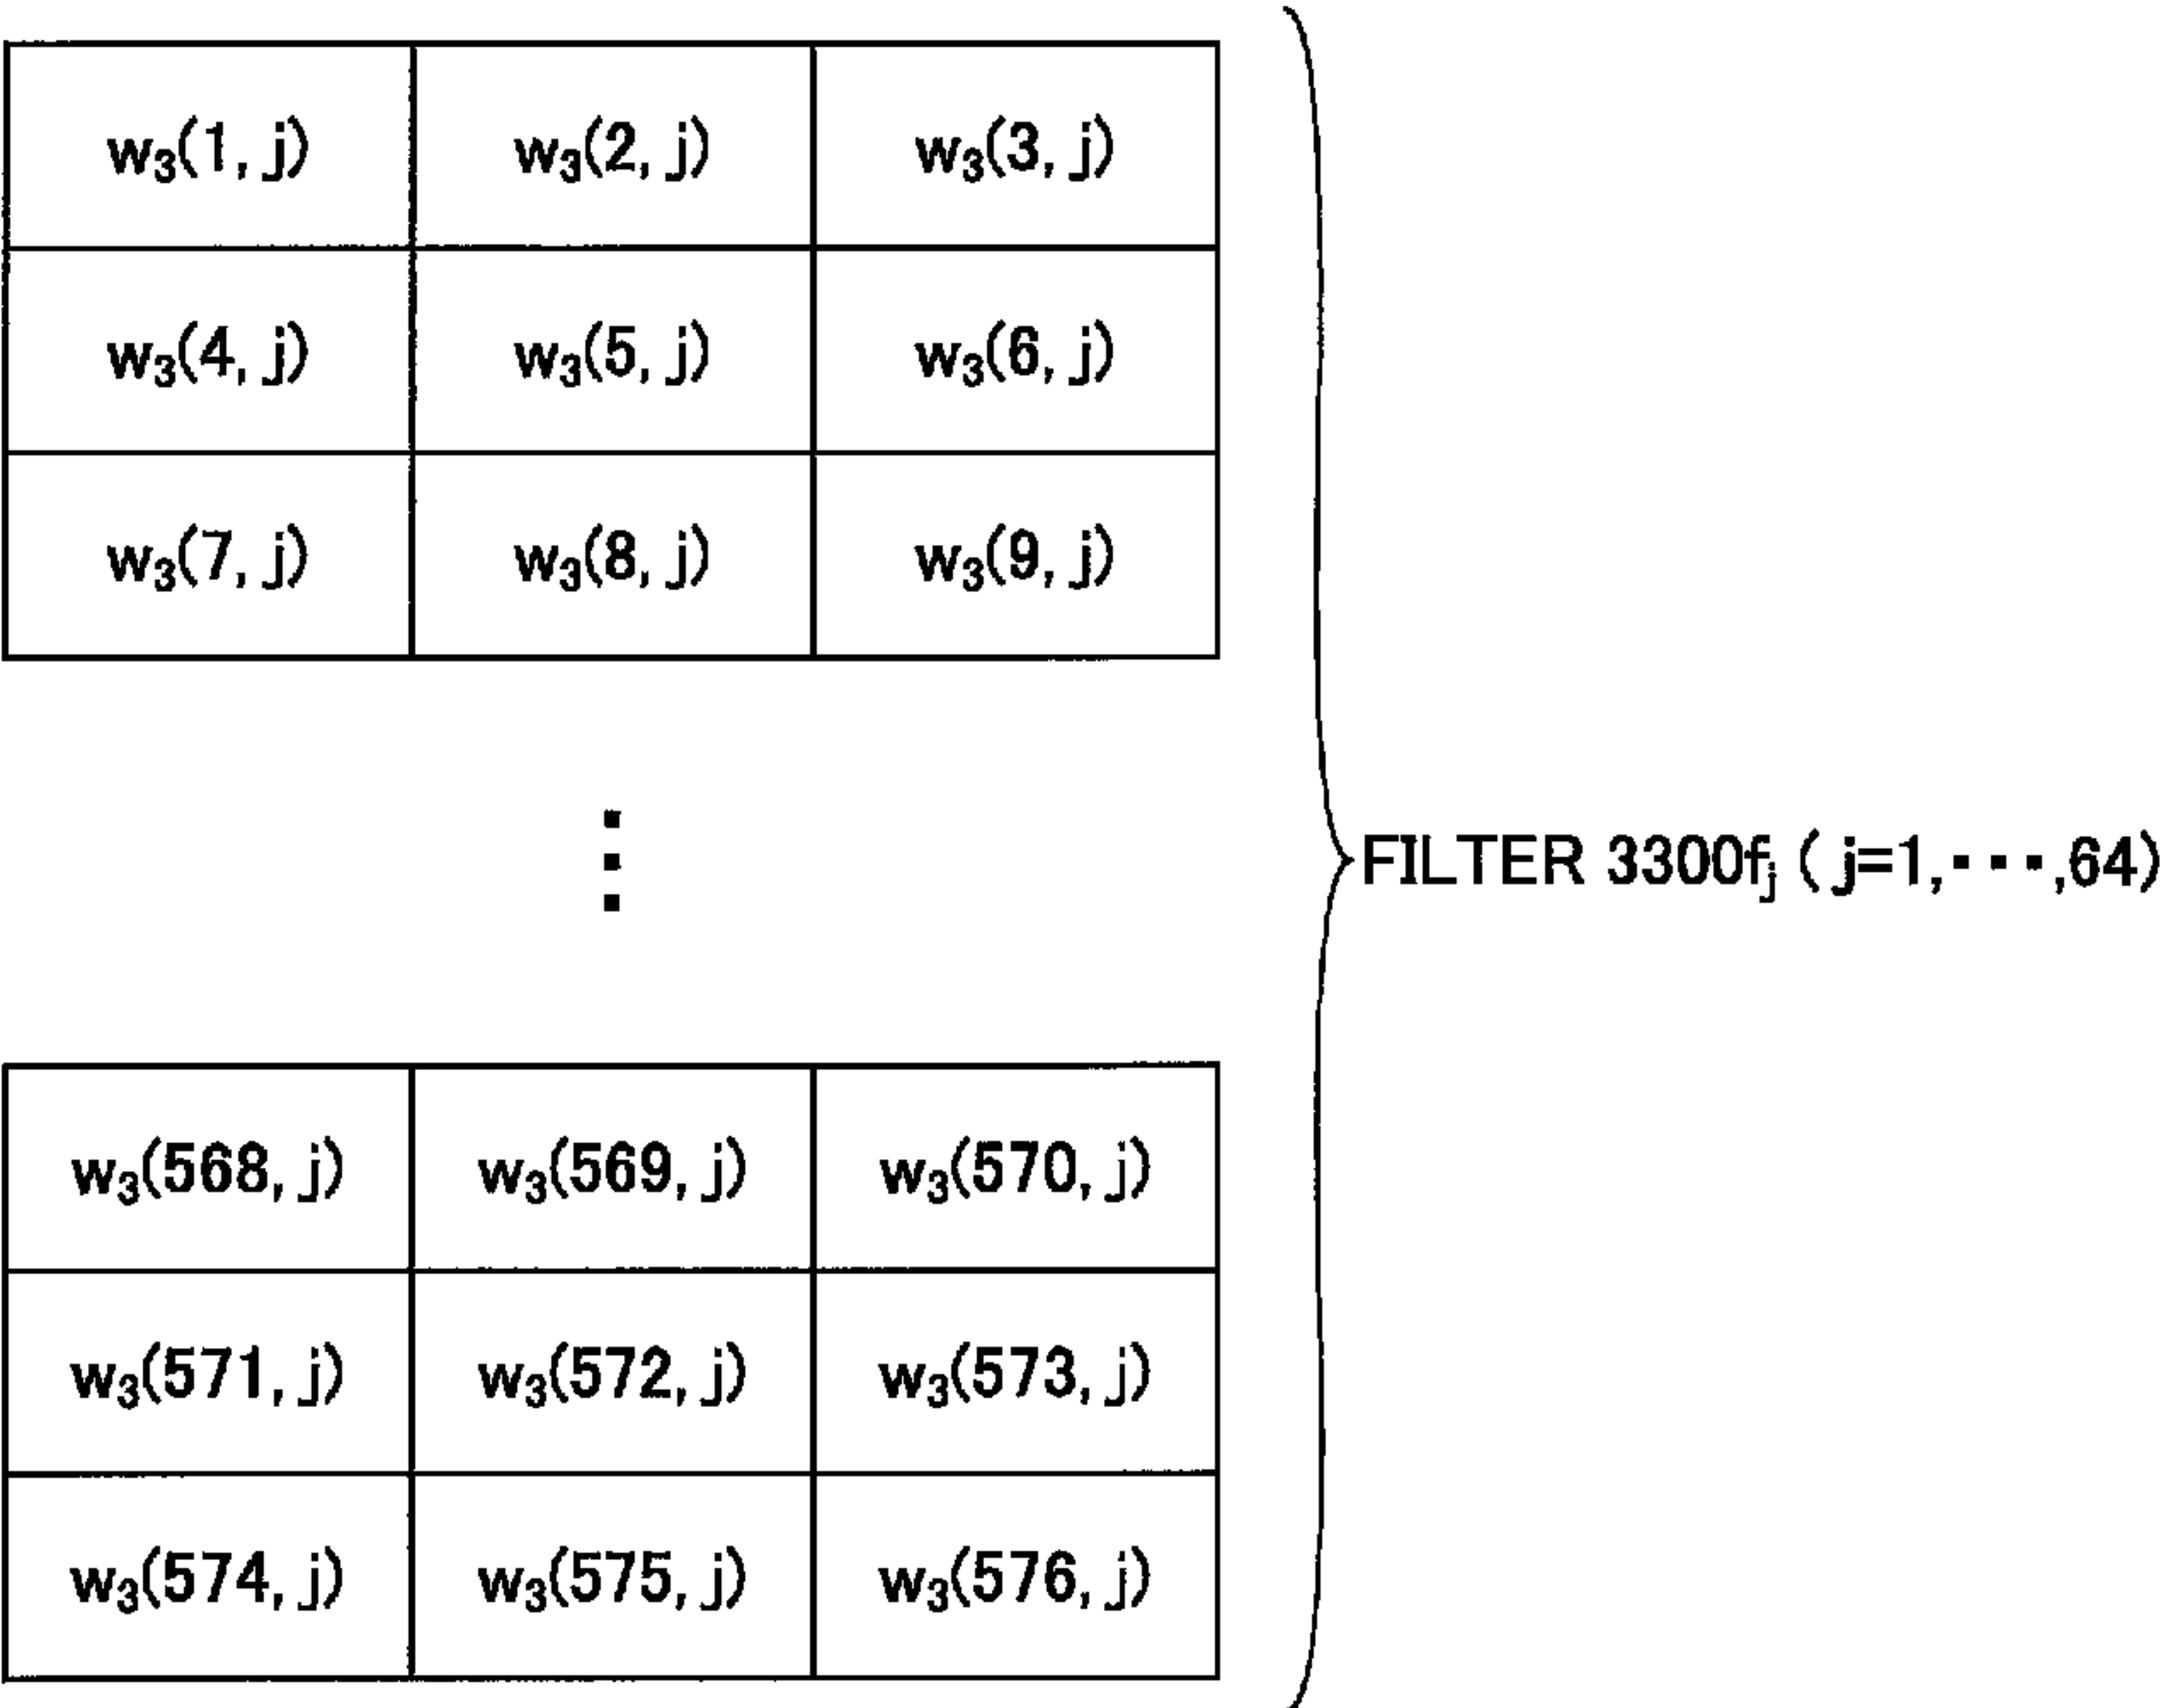 w₃(1, j) w₃(2, j) w₃(3, j)
w₃(4, j) w₃(5, j) w₃(6, j)
w₃(7, j) w₃(8, j) w₃(9, j)
⋮
FILTER 3300fⱼ ( j=1,･･･,64)
w₃(568, j) w₃(569, j) w₃(570, j)
w₃(571, j) w₃(572, j) w₃(573, j)
w₃(574, j) w₃(575, j) w₃(576, j)